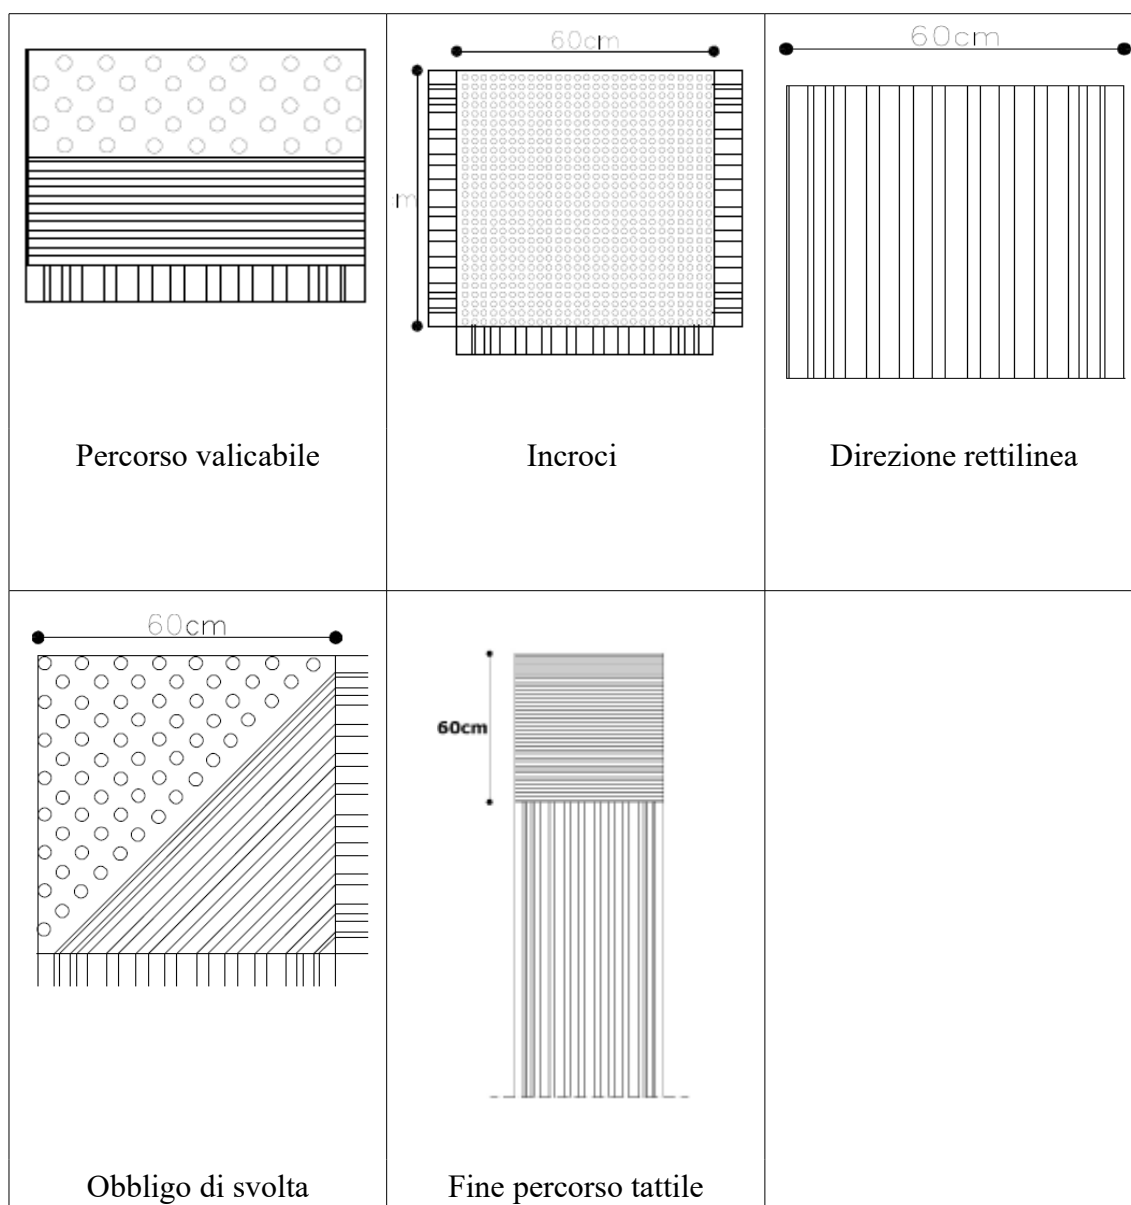 60cm
60cm
m
Percorso valicabile
Incroci
Direzione rettilinea
60cm
60cm
Obbligo di svolta
Fine percorso tattile